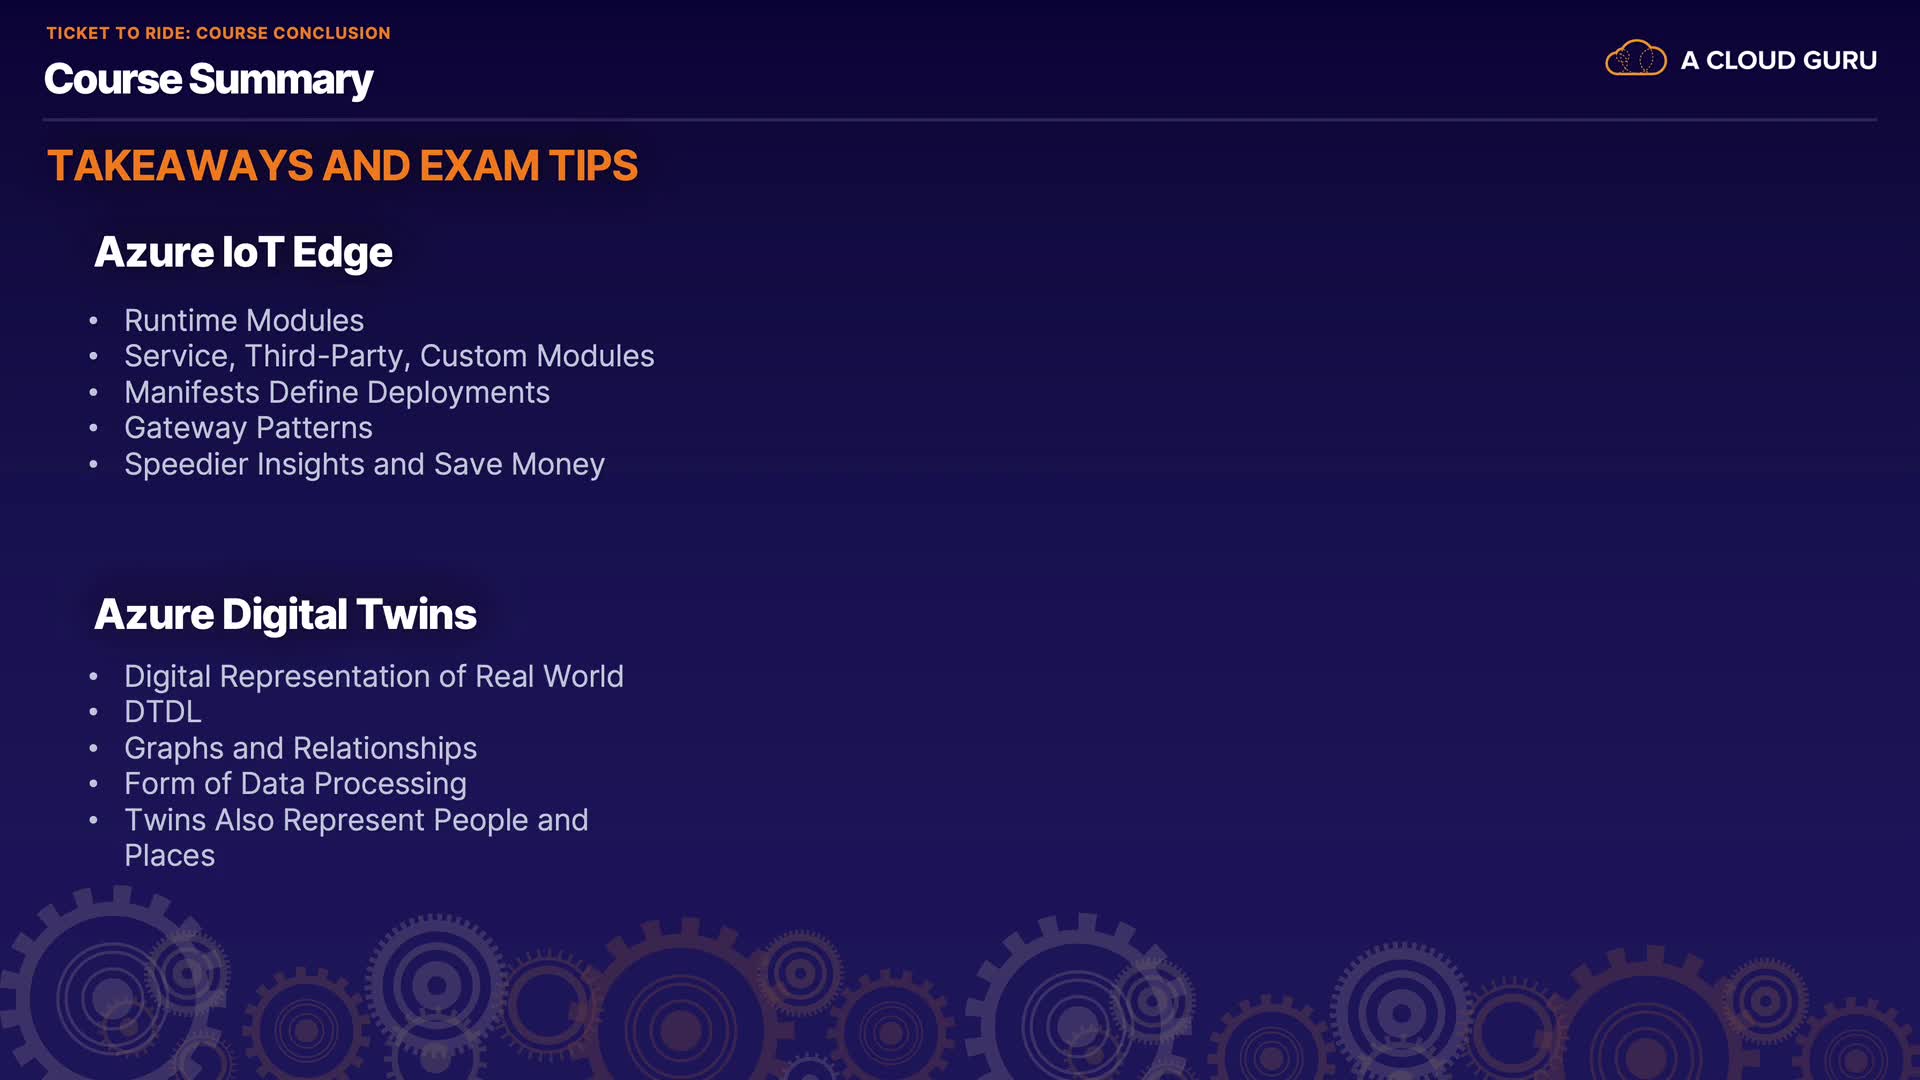 TICKET TO RIDE: COURSE CONCLUSION
Course Summary
A CLOUD GURU
TAKEAWAYS AND EXAM TIPS
Azure IoT Edge
• Runtime Modules
• Service, Third-Party, Custom Modules
• Manifests Define Deployments
• Gateway Patterns
• Speedier Insights and Save Money
Azure Digital Twins
• Digital Representation of Real World
• DTDL
• Graphs and Relationships
• Form of Data Processing
• Twins Also Represent People and
Places